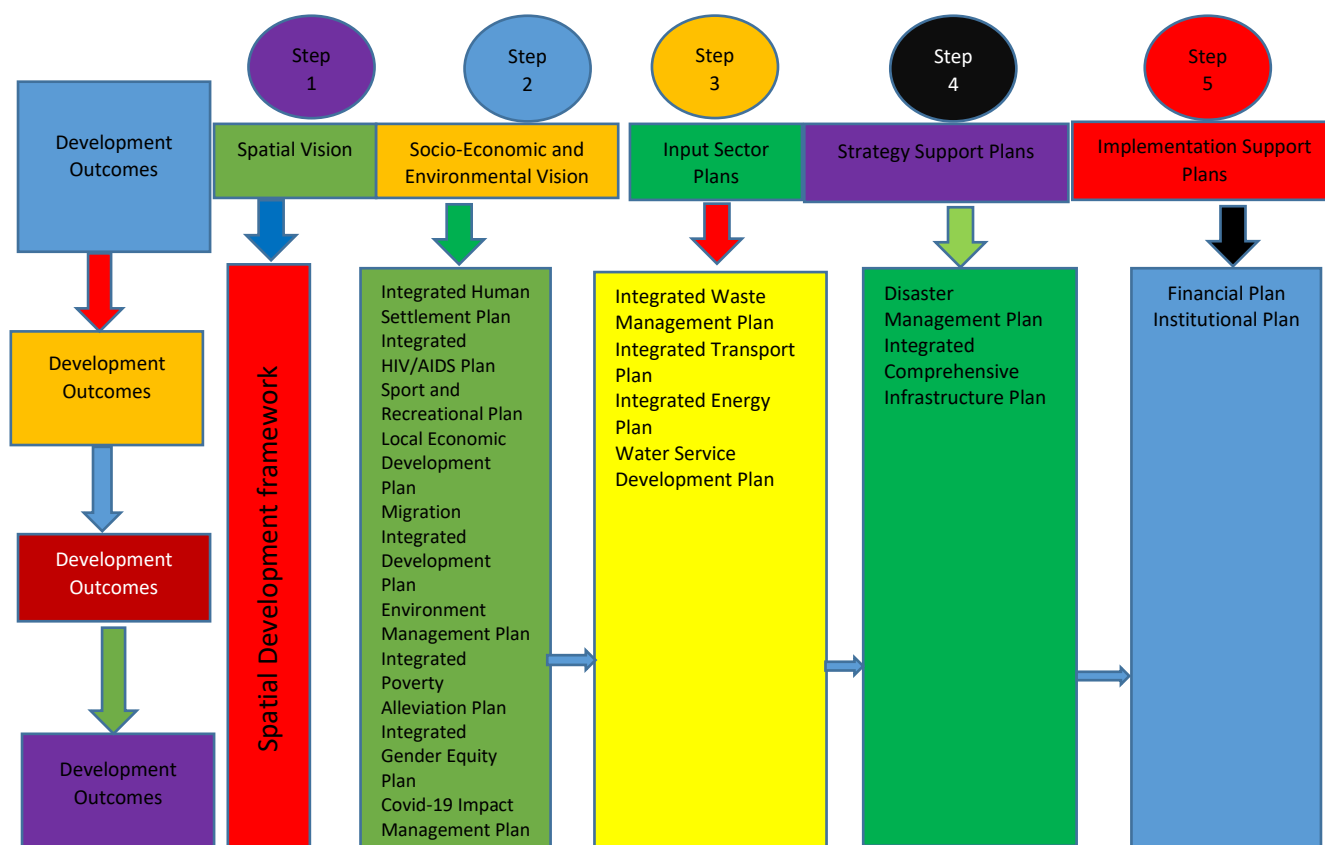 Step
1
Step
2
Step
3
Step
4
Step
5
Development
Outcomes
Spatial Vision
Socio-Economic and
Environmental Vision
Input Sector
Plans
Strategy Support Plans
Implementation Support
Plans
Development
Outcomes
Development
Outcomes
Development
Outcomes
Spatial Development framework
Integrated Human
Settlement Plan
Integrated
HIV/AIDS Plan
Sport and
Recreational Plan
Local Economic
Development
Plan
Migration
Integrated
Development
Plan
Environment
Management Plan
Integrated
Poverty
Alleviation Plan
Integrated
Gender Equity
Plan
Covid-19 Impact
Management Plan
Integrated Waste
Management Plan
Integrated Transport
Plan
Integrated Energy
Plan
Water Service
Development Plan
Disaster
Management Plan
Integrated
Comprehensive
Infrastructure Plan
Financial Plan
Institutional Plan